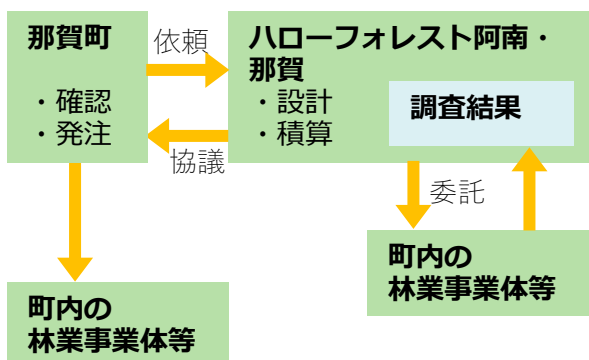 那賀町
・確認
・発注
依頼
協議
ハローフォレスト阿南・
那賀
・設計
・積算
調査結果
委託
町内の
林業事業体等
町内の
林業事業体等